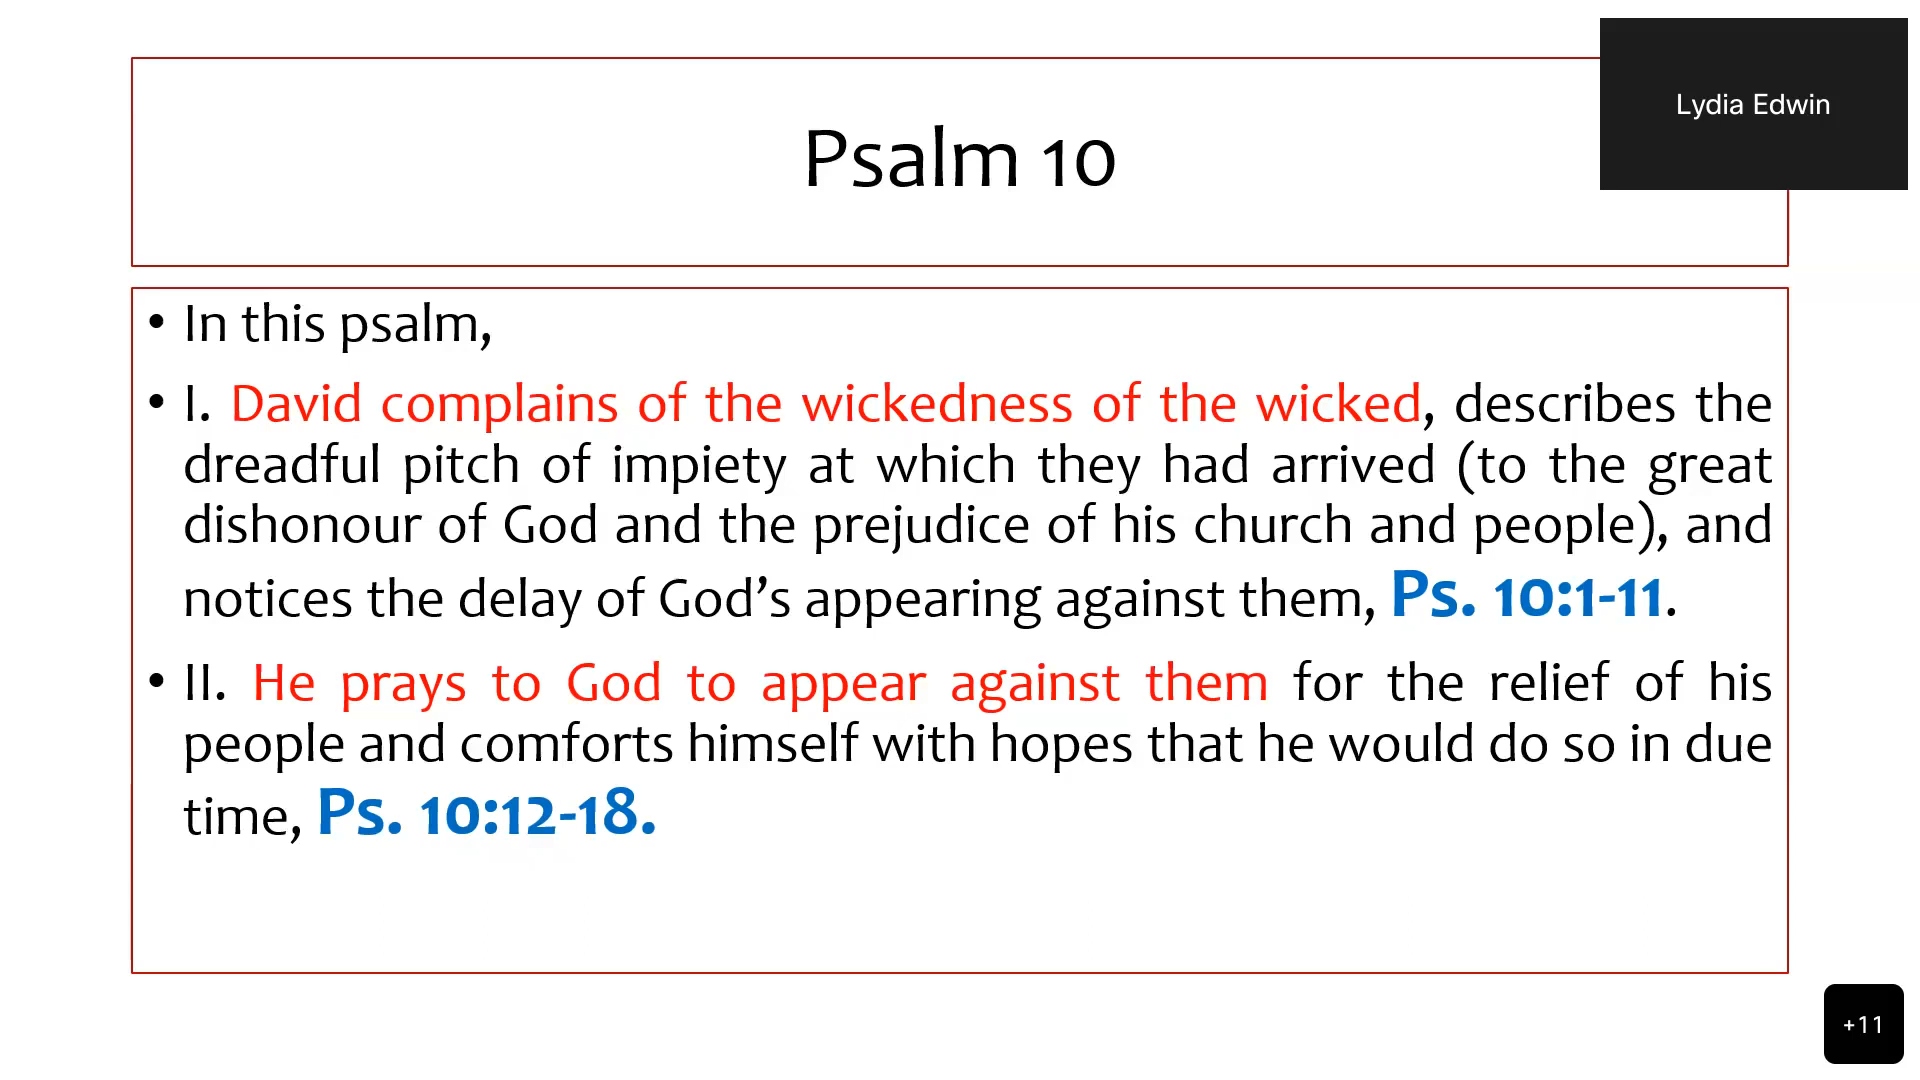 Lydia Edwin
Psalm 10
• In this psalm,
• I. David complains of the wickedness of the wicked, describes the
dreadful pitch of impiety at which they had arrived (to the great
dishonour of God and the prejudice of his church and people), and
notices the delay of God’s appearing against them, Ps. 10:1-11.
• II. He prays to God to appear against them for the relief of his
people and comforts himself with hopes that he would do so in due
time, Ps. 10:12-18.
+11